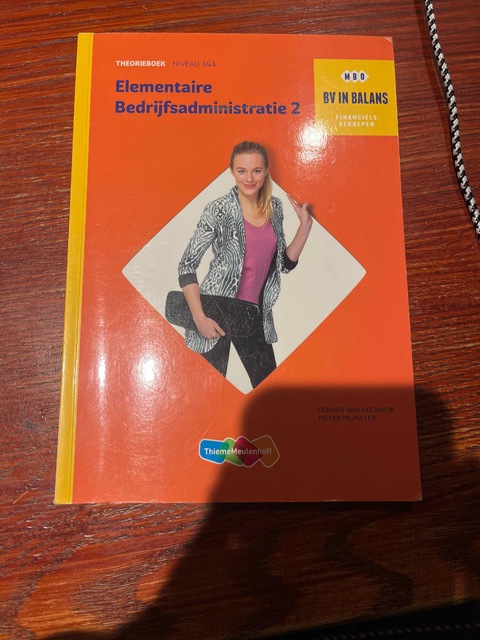 THEORIEBOEK NIVEAU 3&4
Elementaire
Bedrijfsadministratie 2
MBO
BV IN BALANS
FINANCIËLE
BEROEPEN
GERARD VAN HEESWIJK
PIETER MIJNSTER
ThiemeMeulenhoff